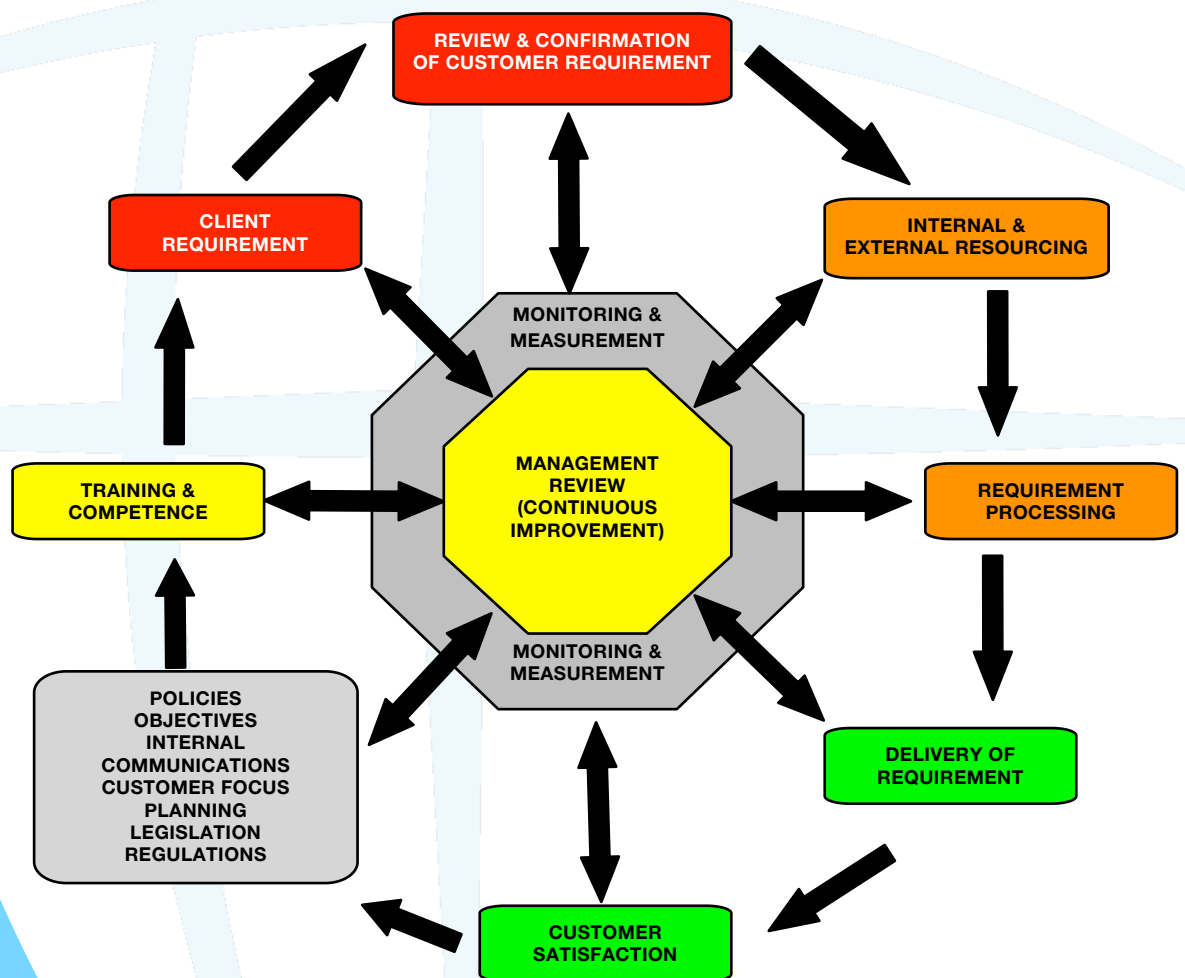 REVIEW & CONFIRMATION
OF CUSTOMER REQUIREMENT
CLIENT
REQUIREMENT
INTERNAL &
EXTERNAL RESOURCING
MONITORING &
MEASUREMENT
TRAINING &
COMPETENCE
MANAGEMENT
REVIEW
(CONTINUOUS
IMPROVEMENT)
REQUIREMENT
PROCESSING
MONITORING &
MEASUREMENT
POLICIES
OBJECTIVES
INTERNAL
COMMUNICATIONS
CUSTOMER FOCUS
PLANNING
LEGISLATION
REGULATIONS
DELIVERY OF
REQUIREMENT
CUSTOMER
SATISFACTION